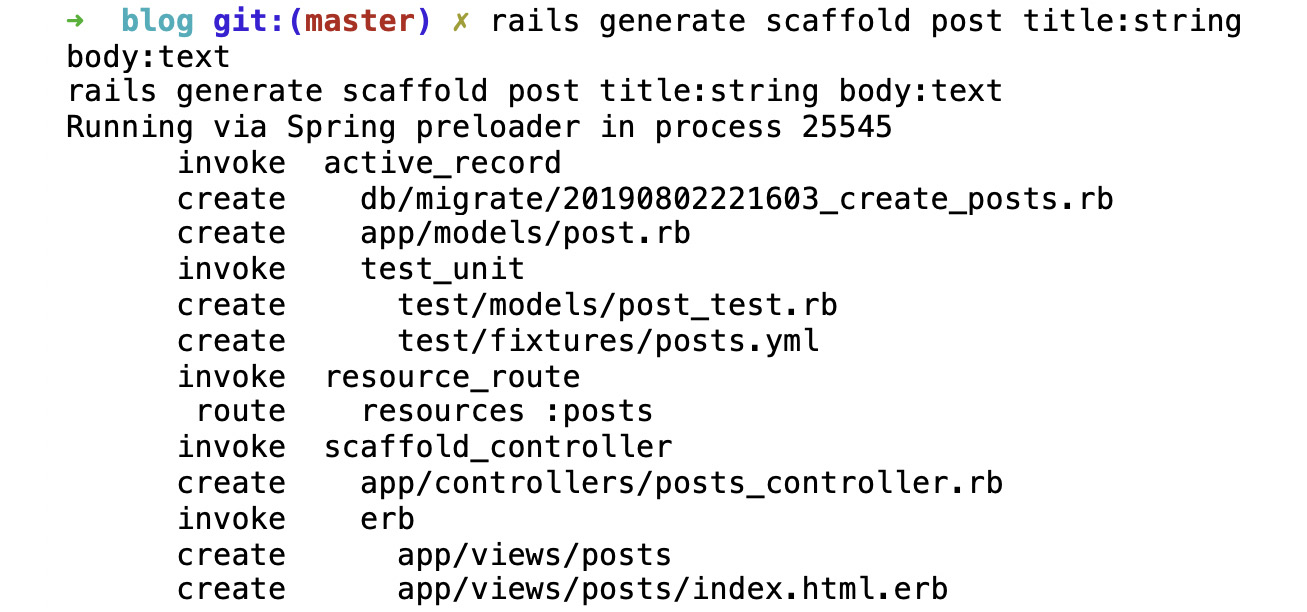 ➜  blog git:(master) ✗ rails generate scaffold post title:string
body:text
rails generate scaffold post title:string body:text
Running via Spring preloader in process 25545
      invoke  active_record
      create    db/migrate/20190802221603_create_posts.rb
      create    app/models/post.rb
      invoke    test_unit
      create      test/models/post_test.rb
      create      test/fixtures/posts.yml
      invoke  resource_route
       route    resources :posts
      invoke  scaffold_controller
      create    app/controllers/posts_controller.rb
      invoke    erb
      create      app/views/posts
      create      app/views/posts/index.html.erb